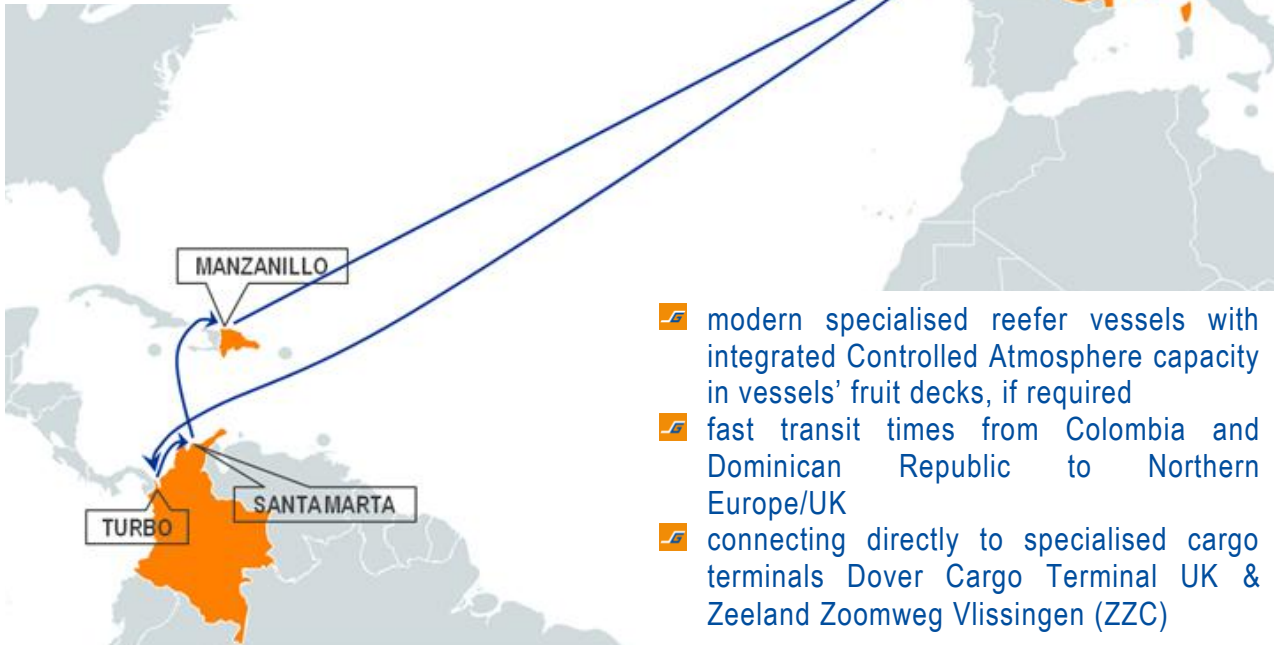 MANZANILLO
SANTA MARTA
TURBO
modern specialised reefer vessels with
integrated Controlled Atmosphere capacity
in vessels’ fruit decks, if required
fast transit times from Colombia and
Dominican Republic to Northern
Europe/UK
connecting directly to specialised cargo
terminals Dover Cargo Terminal UK &
Zeeland Zoomweg Vlissingen (ZZC)